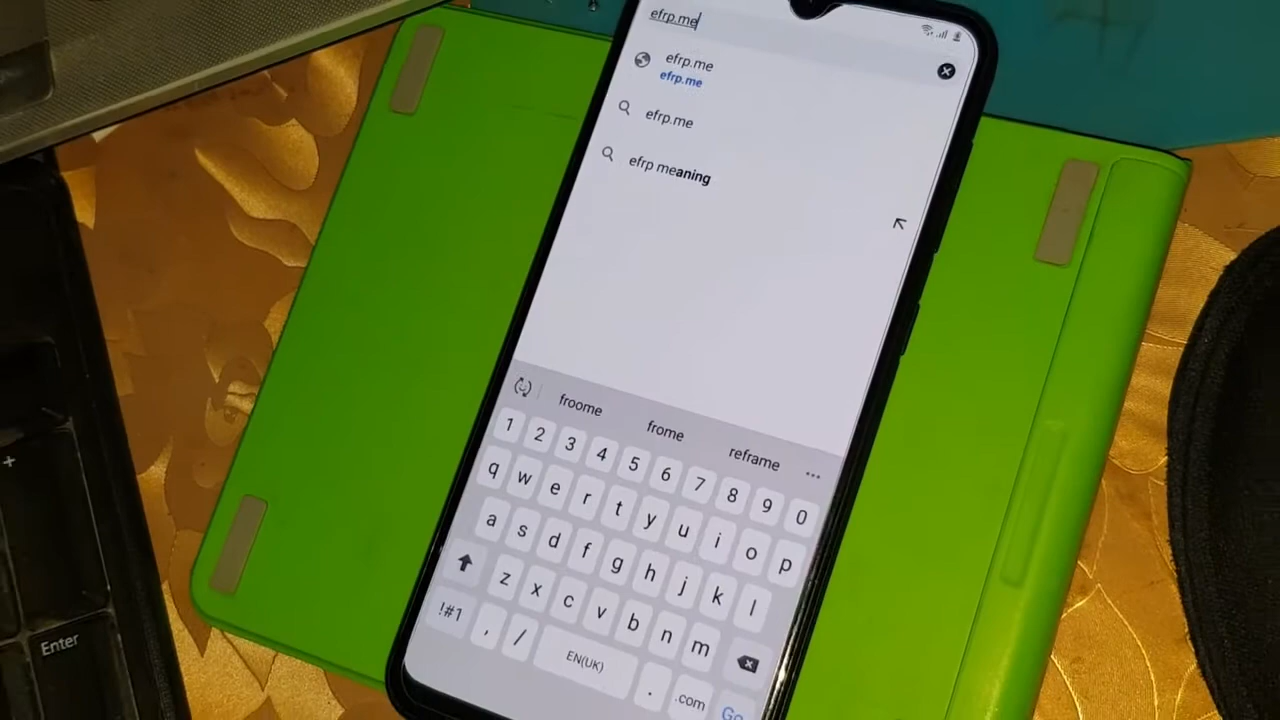 efrp.me
efrp.me
efrp.me
efrp.me
efrp meaning
froome frome reframe ...
1 2 3 4 5 6 7 8 9 0
q w e r t y u i o p
a s d f g h j k l
z x c v b n m
!#1 , / EN(UK) . .com Go
+
Enter